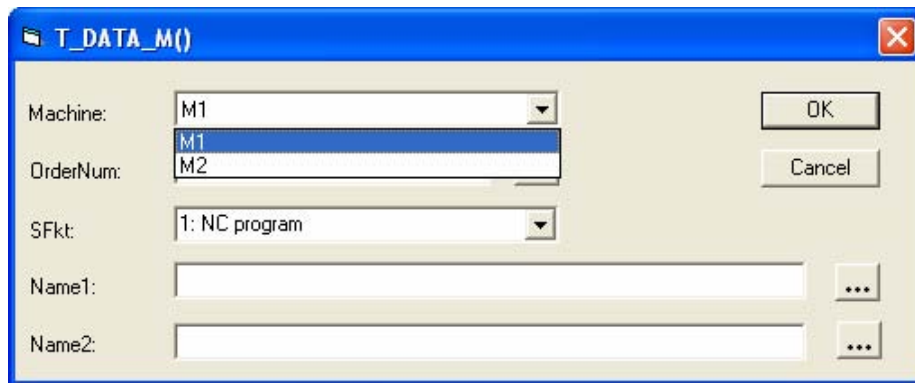 T_DATA_M()
Machine:
M1
OK
M1
M2
OrderNum:
Cancel
SFkt:
1: NC program
Name1:
...
Name2:
...